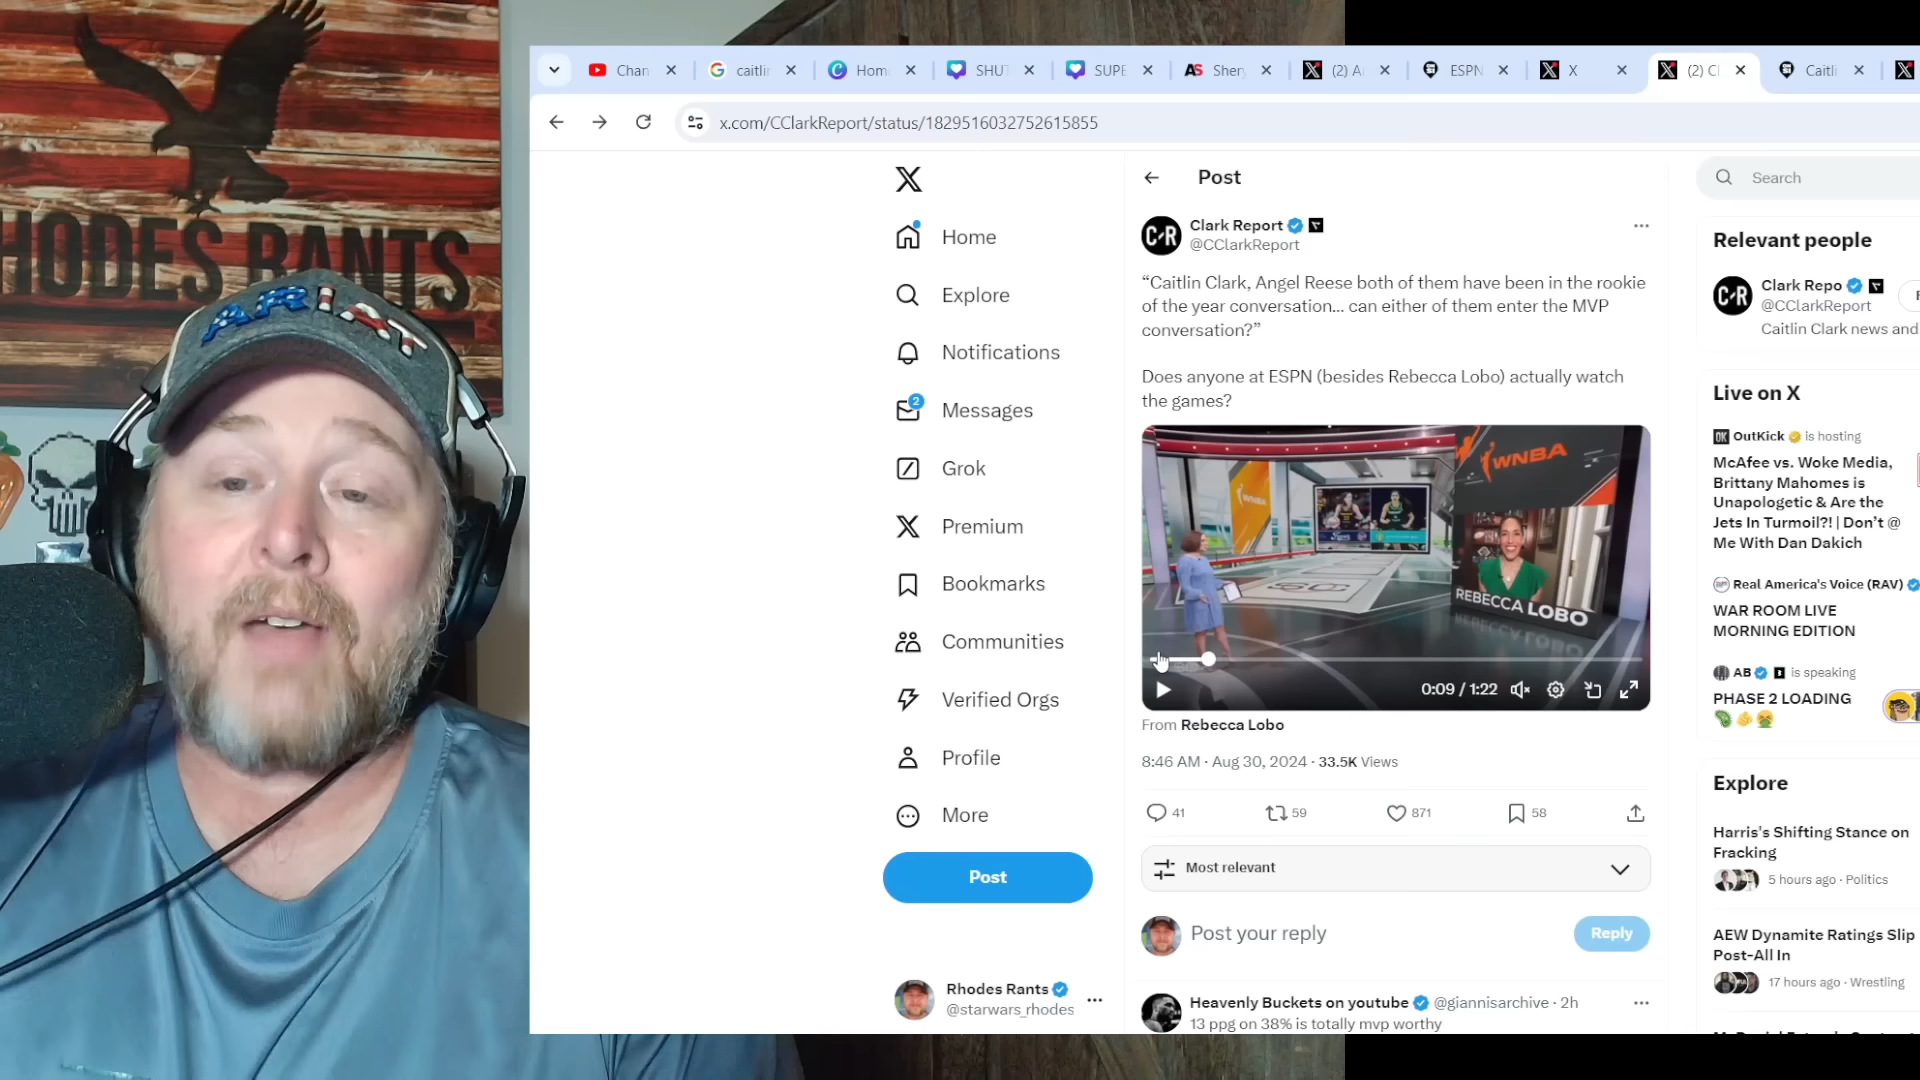 RHODES RANTS
ARIAT
Chan
caitlin
Home
SHUT
SUPE
Shery
(2) A
ESPN
X
(2) Cl
Caitli
x.com/CClarkReport/status/1829516032752615855
Home
Explore
Notifications
2
Messages
Grok
Premium
Bookmarks
Communities
Verified Orgs
Profile
More
Post
Rhodes Rants
@starwars_rhodes
Post
C/R
Clark Report
@CClarkReport
“Caitlin Clark, Angel Reese both of them have been in the rookie
of the year conversation... can either of them enter the MVP
conversation?”
Does anyone at ESPN (besides Rebecca Lobo) actually watch
the games?
WNBA
REBECCA LOBO
0:09 / 1:22
From Rebecca Lobo
8:46 AM · Aug 30, 2024 · 33.5K Views
41
59
871
58
Most relevant
Post your reply
Reply
Heavenly Buckets on youtube @giannisarchive · 2h
13 ppg on 38% is totally mvp worthy
Search
Relevant people
C/R
Clark Repo
@CClarkReport
Caitlin Clark news and
Live on X
OutKick is hosting
McAfee vs. Woke Media,
Brittany Mahomes is
Unapologetic & Are the
Jets In Turmoil?! | Don’t @
Me With Dan Dakich
Real America's Voice (RAV)
WAR ROOM LIVE
MORNING EDITION
AB is speaking
PHASE 2 LOADING
Explore
Harris's Shifting Stance on
Fracking
5 hours ago · Politics
AEW Dynamite Ratings Slip
Post-All In
17 hours ago · Wrestling